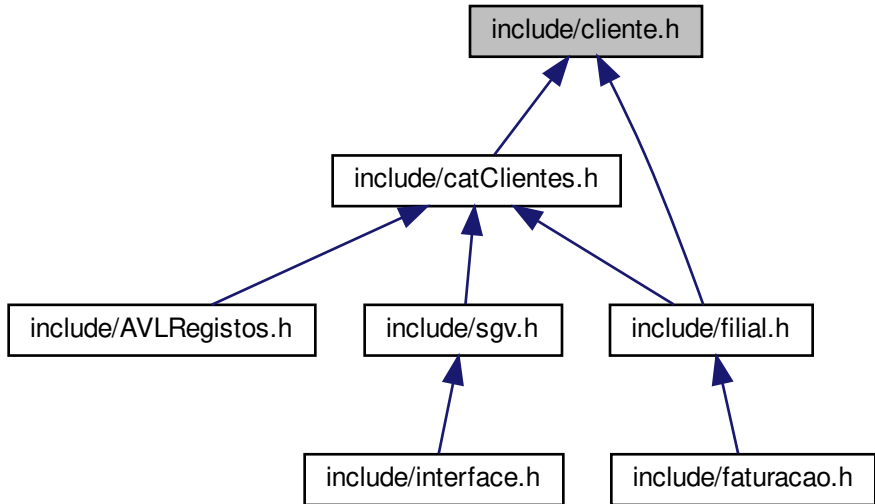 include/cliente.h
include/catClientes.h
include/AVLRegistos.h
include/sgv.h
include/filial.h
include/interface.h
include/faturacao.h